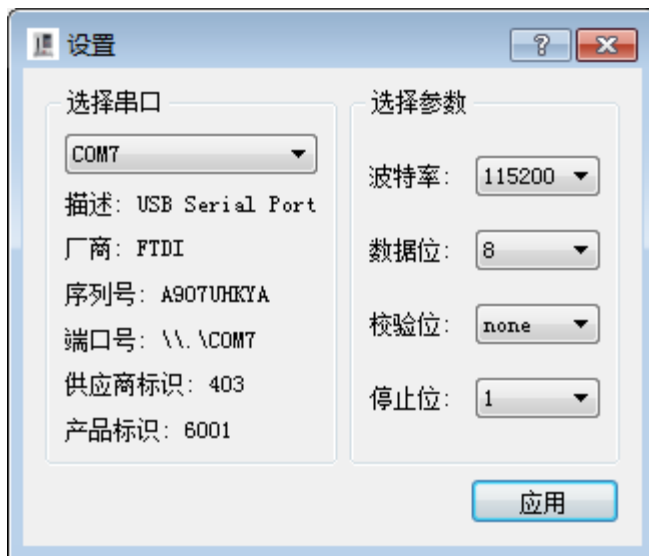 设置
选择串口
COM7
描述: USB Serial Port
厂商: FTDI
序列号: A907UHKYA
端口号: \\.\COM7
供应商标识: 403
产品标识: 6001
选择参数
波特率: 115200
数据位: 8
校验位: none
停止位: 1
应用